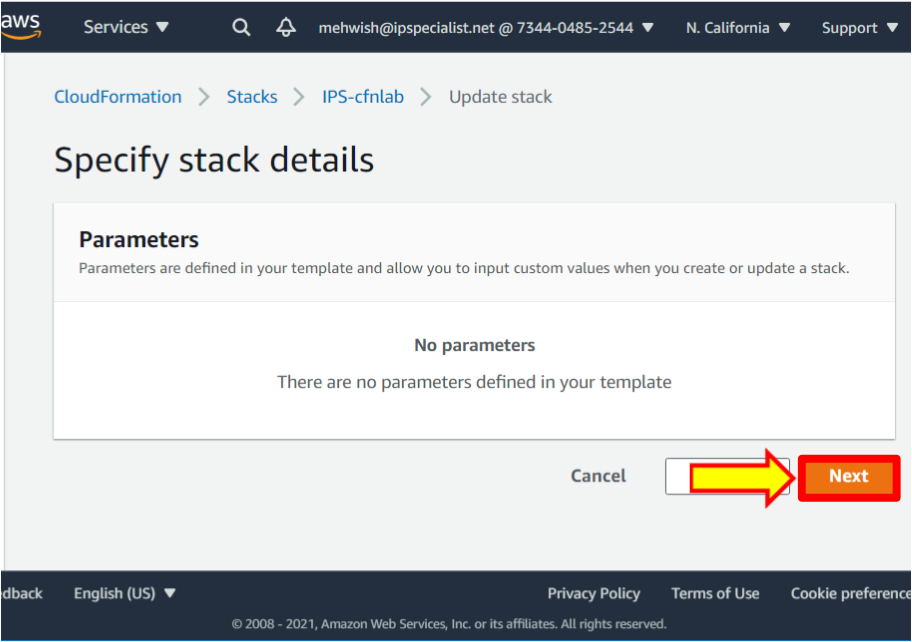 aws Services ▼ mehwish@ipspecialist.net @ 7344-0485-2544 ▼ N. California ▼ Support ▼
CloudFormation > Stacks > IPS-cfnlab > Update stack
Specify stack details
Parameters
Parameters are defined in your template and allow you to input custom values when you create or update a stack.
No parameters
There are no parameters defined in your template
Cancel Next
edback English (US) ▼ Privacy Policy Terms of Use Cookie preference
© 2008 - 2021, Amazon Web Services, Inc. or its affiliates. All rights reserved.